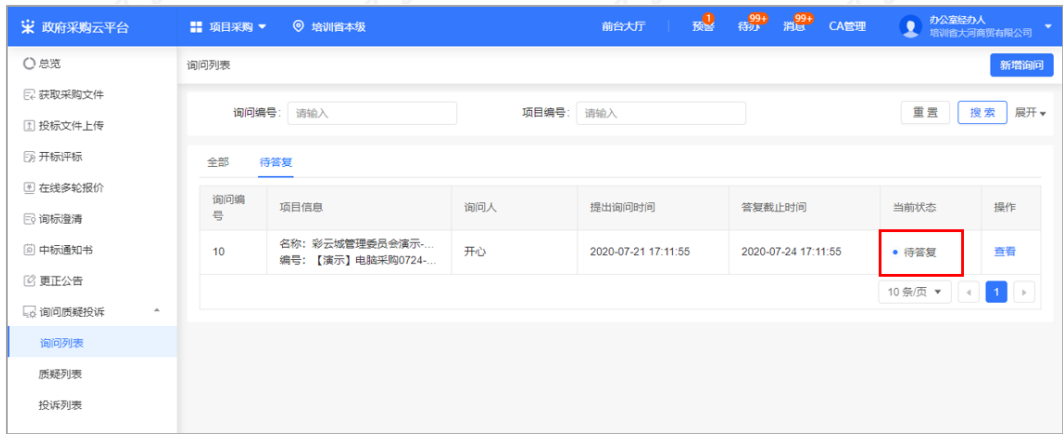 政府采购云平台
项目采购
培训省本级
前台大厅
预警 1
待办 99+
消息 99+
CA管理
办公室经办人
培训省大河商贸有限公司
总览
获取采购文件
投标文件上传
开标评标
在线多轮报价
询标澄清
中标通知书
更正公告
询问质疑投诉
询问列表
质疑列表
投诉列表
询问列表
新增询问
询问编号: 请输入
项目编号: 请输入
重置
搜索
展开
全部
待答复
询问编号
项目信息
询问人
提出询问时间
答复截止时间
当前状态
操作
10
名称：彩云城管理委员会演示-...
编号：【演示】电脑采购0724-...
开心
2020-07-21 17:11:55
2020-07-24 17:11:55
待答复
查看
10 条/页
1